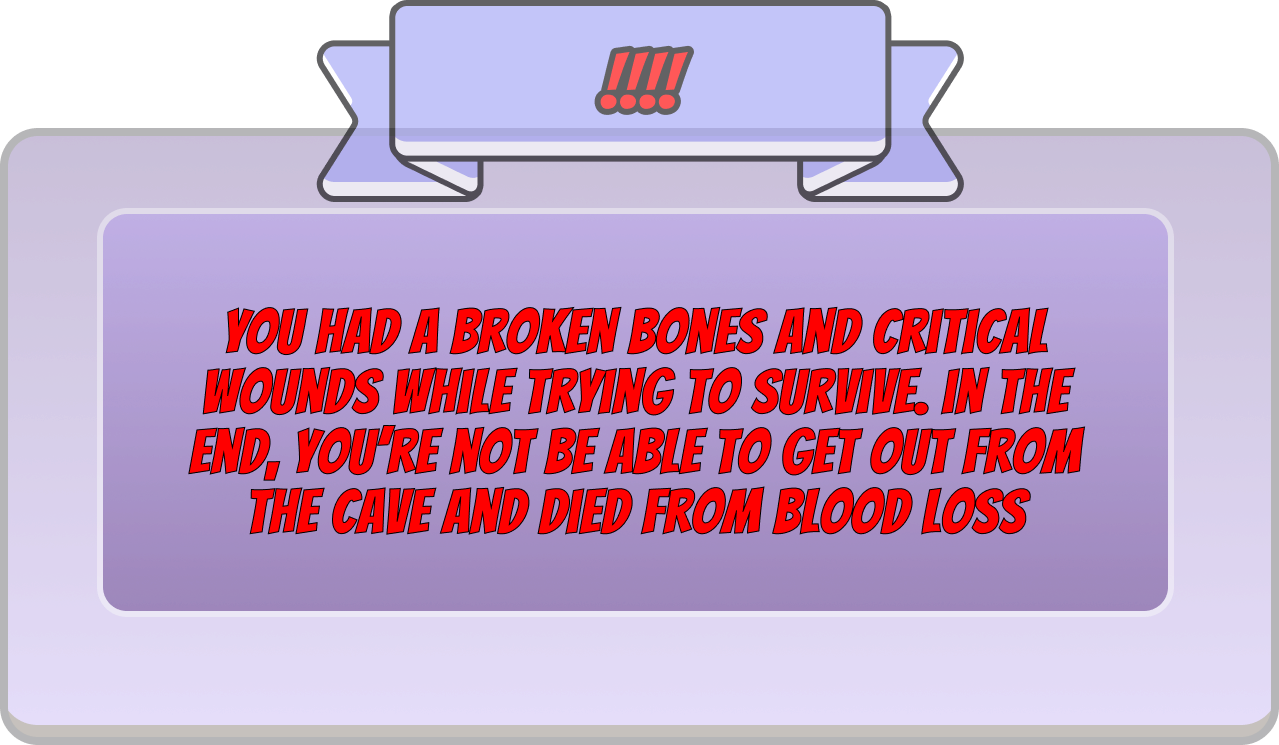 !!!!
YOU HAD A BROKEN BONES AND CRITICAL
WOUNDS WHILE TRYING TO SURVIVE. IN THE
END, YOU'RE NOT BE ABLE TO GET OUT FROM
THE CAVE AND DIED FROM BLOOD LOSS